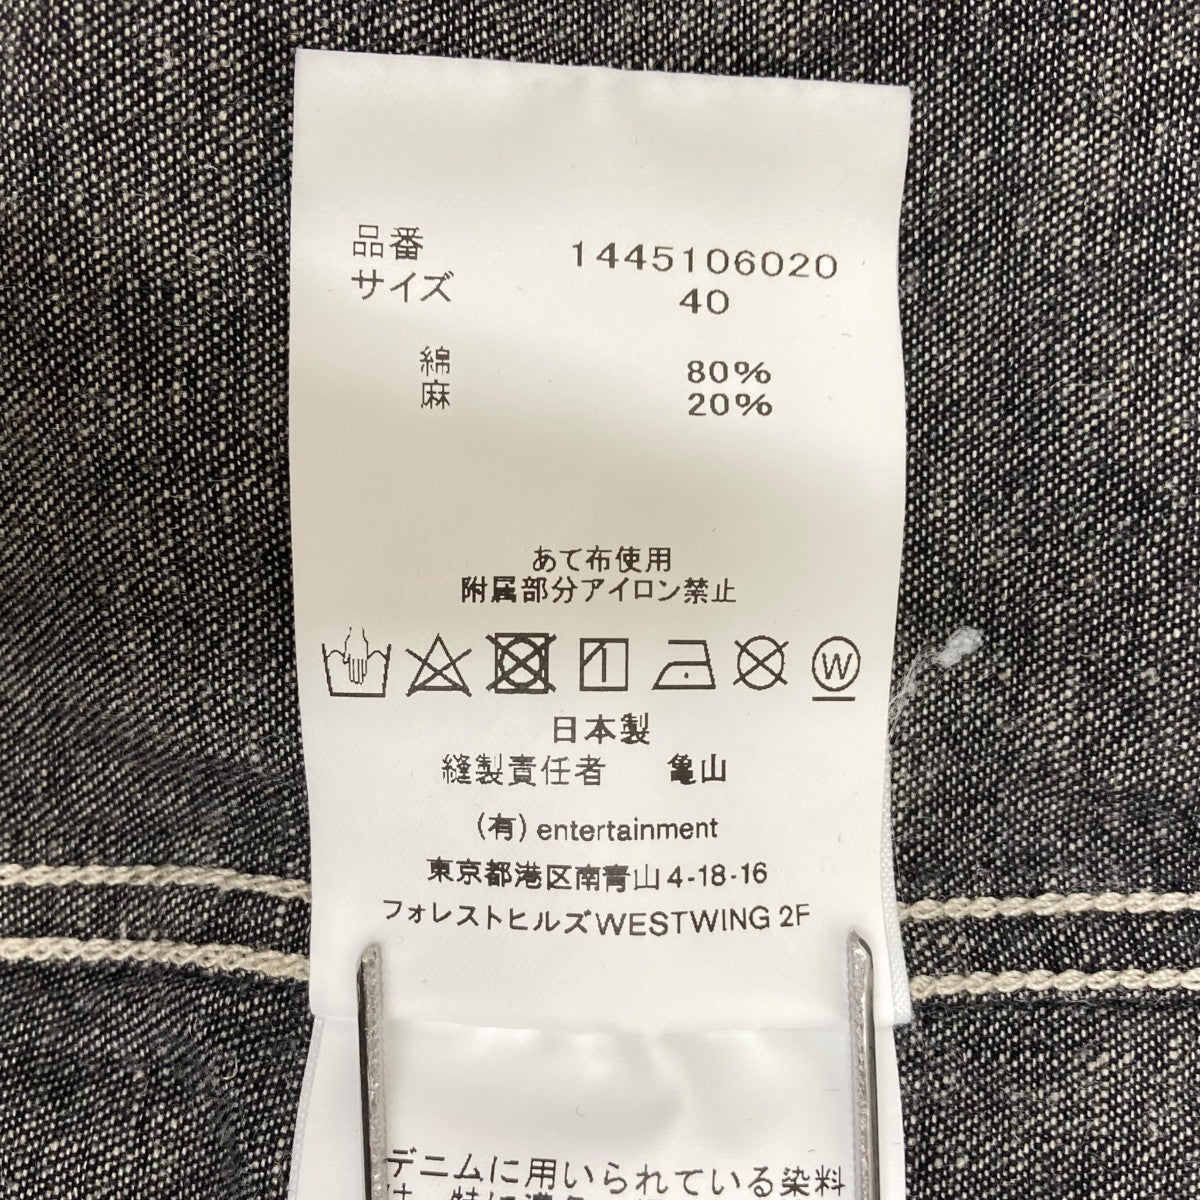 品番 1445106020
サイズ 40
綿 80%
麻 20%
あて布使用
附属部分アイロン禁止
W
日本製
縫製責任者 亀山
(有) entertainment
東京都港区南青山 4-18-16
フォレストヒルズWESTWING 2F
デニムに用いられている染料